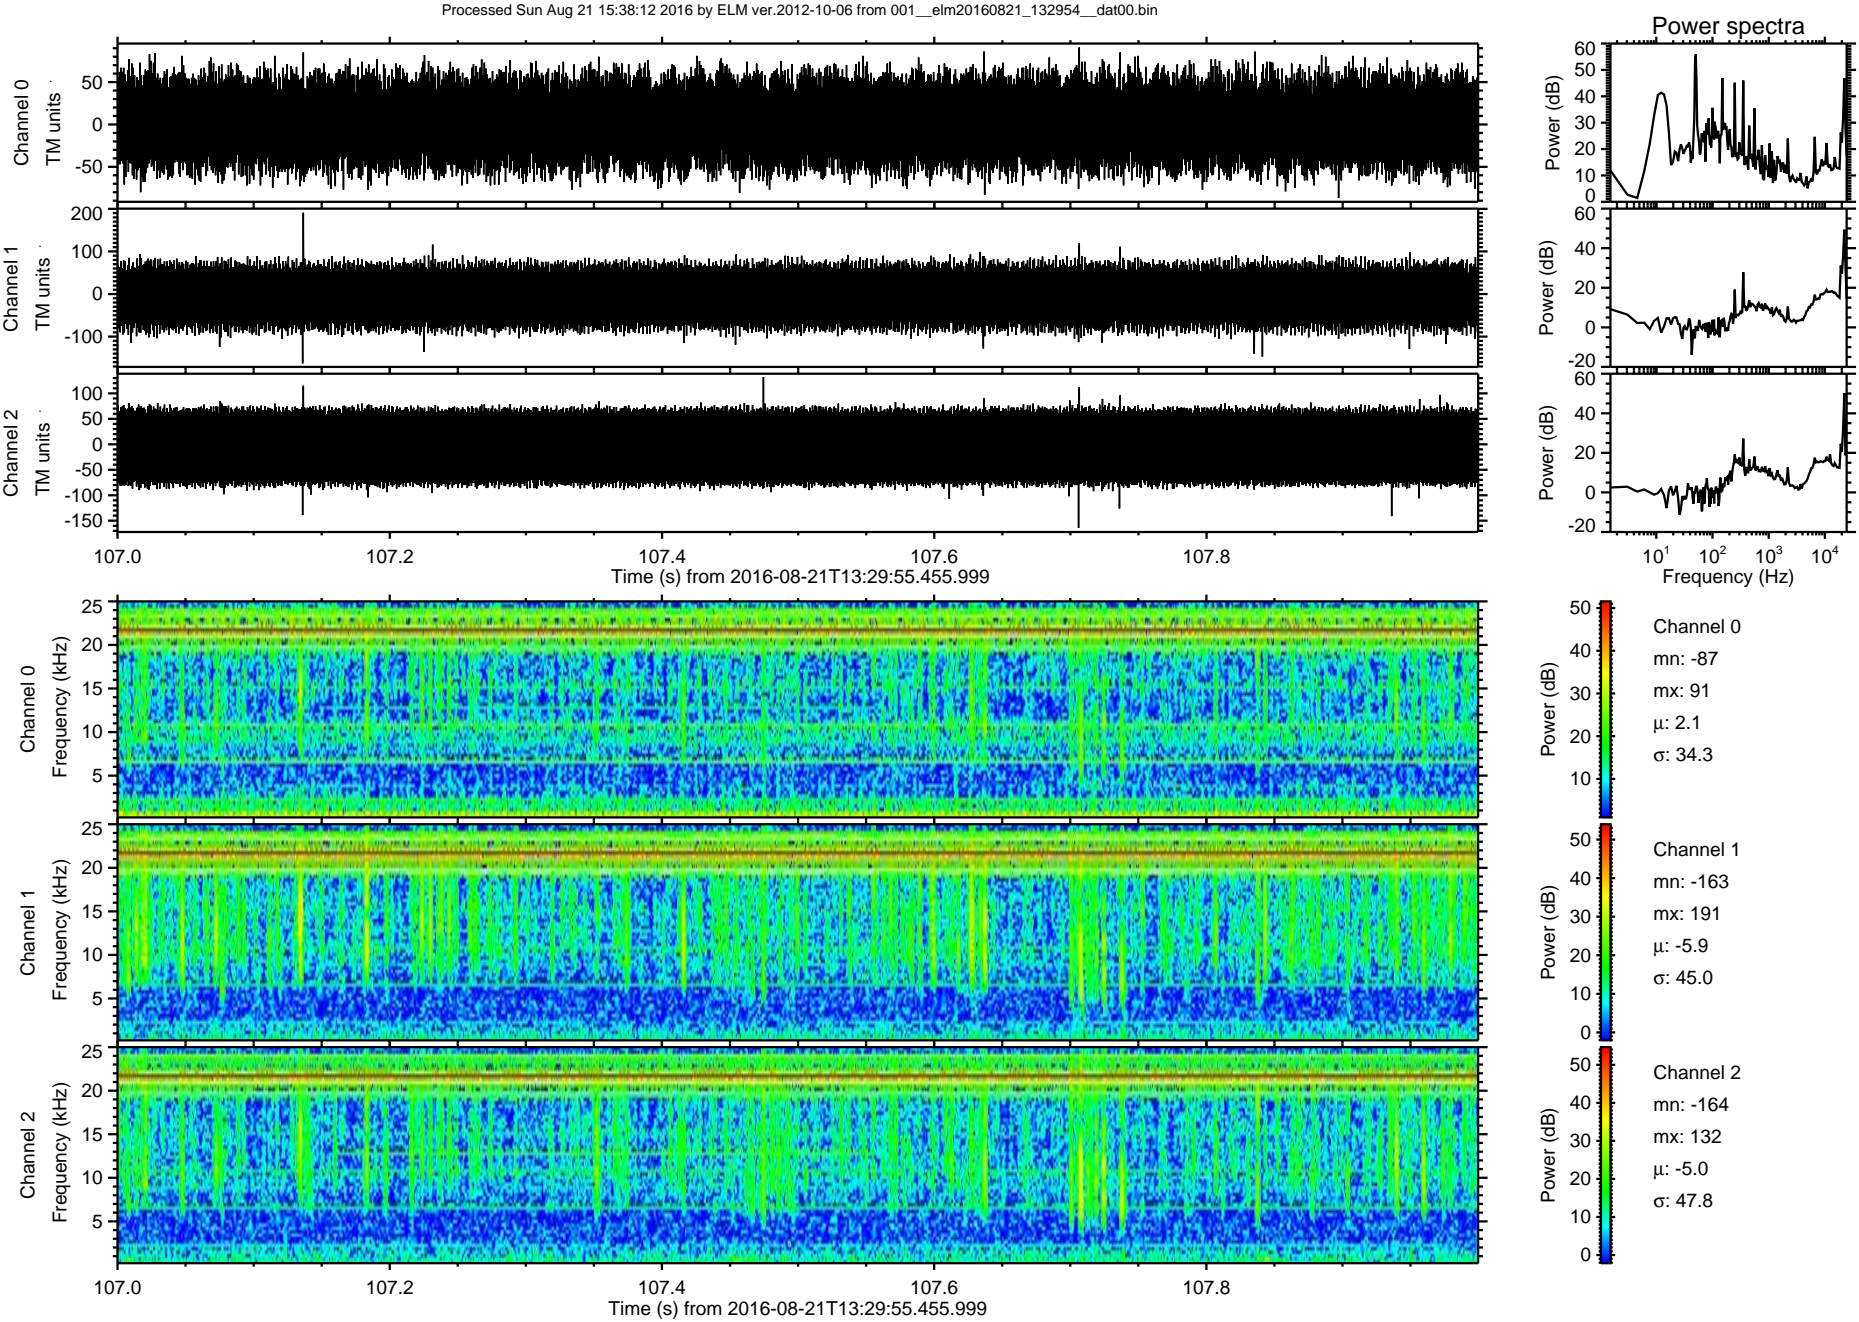 Processed Sun Aug 21 15:38:12 2016 by ELM ver.2012-10-06 from 001__elm20160821_132954__dat00.bin
Power spectra
Channel 0
TM units
50
0
-50
Power (dB)
60
50
40
30
20
10
0
Channel 1
TM units
200
100
0
-100
Power (dB)
60
40
20
0
-20
Channel 2
TM units
100
50
0
-50
-100
-150
Power (dB)
60
40
20
0
-20
107.0 107.2 107.4 107.6 107.8
Time (s) from 2016-08-21T13:29:55.455.999
10¹ 10² 10³ 10⁴
Frequency (Hz)
Channel 0
Frequency (kHz)
25
20
15
10
5
Power (dB)
50
40
30
20
10
Channel 0
mn: -87
mx: 91
μ: 2.1
σ: 34.3
Channel 1
Frequency (kHz)
25
20
15
10
5
Power (dB)
50
40
30
20
10
0
Channel 1
mn: -163
mx: 191
μ: -5.9
σ: 45.0
Channel 2
Frequency (kHz)
25
20
15
10
5
Power (dB)
50
40
30
20
10
0
Channel 2
mn: -164
mx: 132
μ: -5.0
σ: 47.8
107.0 107.2 107.4 107.6 107.8
Time (s) from 2016-08-21T13:29:55.455.999